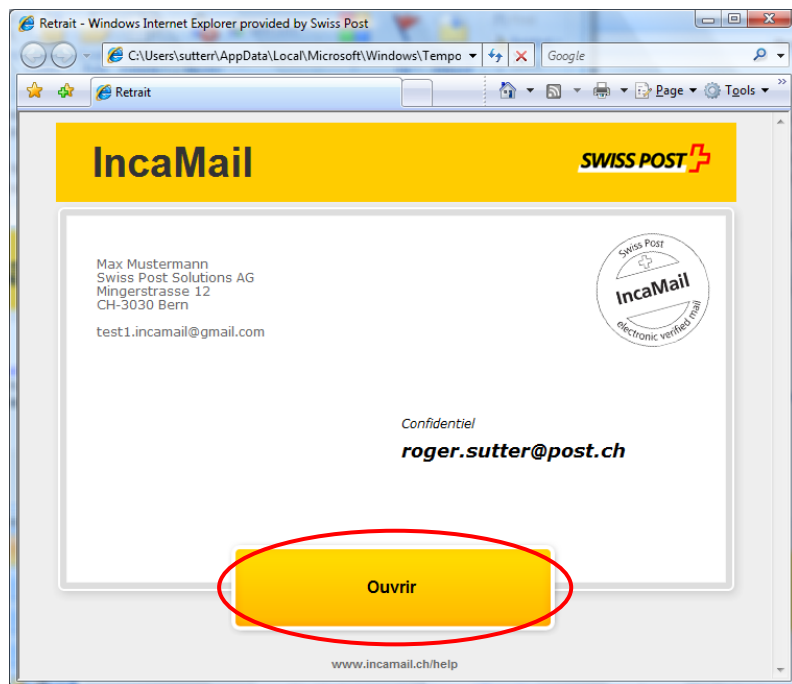 Retrait - Windows Internet Explorer provided by Swiss Post
C:\Users\sutterr\AppData\Local\Microsoft\Windows\Tempo
Google
Retrait
Page
Tools
IncaMail
SWISS POST
Max Mustermann
Swiss Post Solutions AG
Mingerstrasse 12
CH-3030 Bern
test1.incamail@gmail.com
Swiss Post
IncaMail
electronic verified mail
Confidentiel
roger.sutter@post.ch
Ouvrir
www.incamail.ch/help